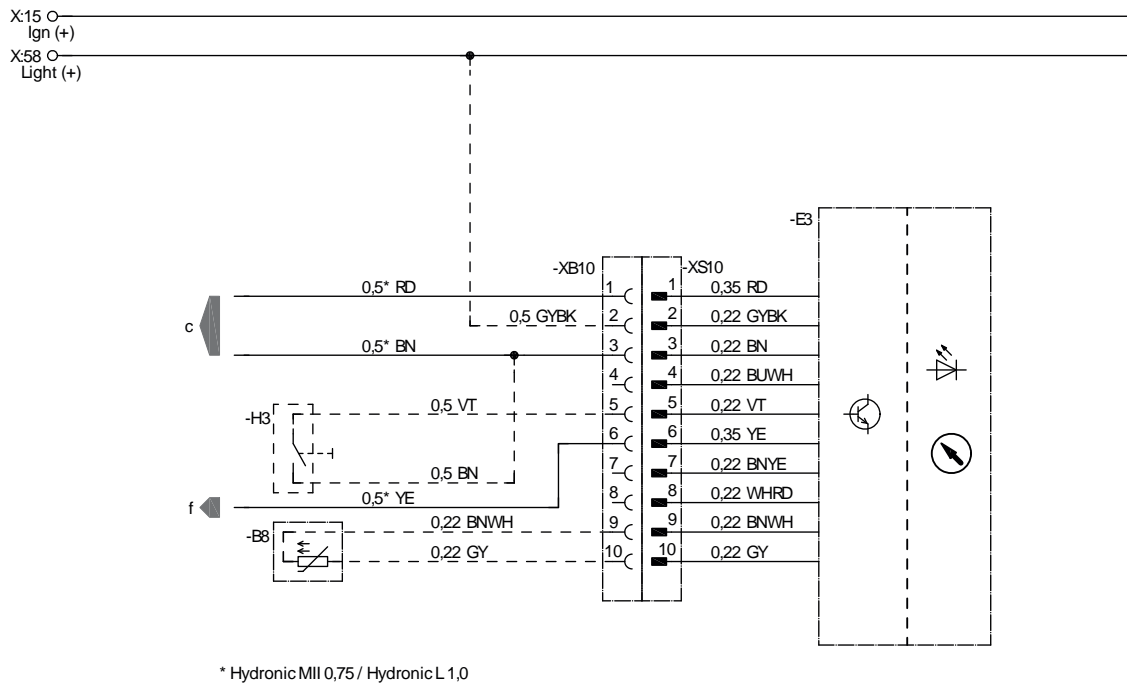 X:15
Ign (+)
X:58
Light (+)
-E3
-XB10 -XS10
0,5* RD 1 1 0,35 RD
0,5 GYBK 2 2 0,22 GYBK
c
0,5* BN 3 3 0,22 BN
4 4 0,22 BUWH
-H3 0,5 VT 5 5 0,22 VT
6 6 0,35 YE
0,5 BN 7 7 0,22 BNYE
f 0,5* YE 8 8 0,22 WHRD
-B8 0,22 BNWH 9 9 0,22 BNWH
0,22 GY 10 10 0,22 GY
* Hydronic MII 0,75 / Hydronic L 1,0